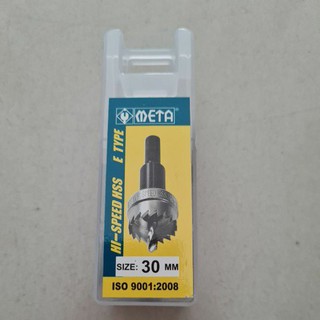 META®
HI-SPEED HSS E TYPE
SIZE: 30 MM
ISO 9001:2008